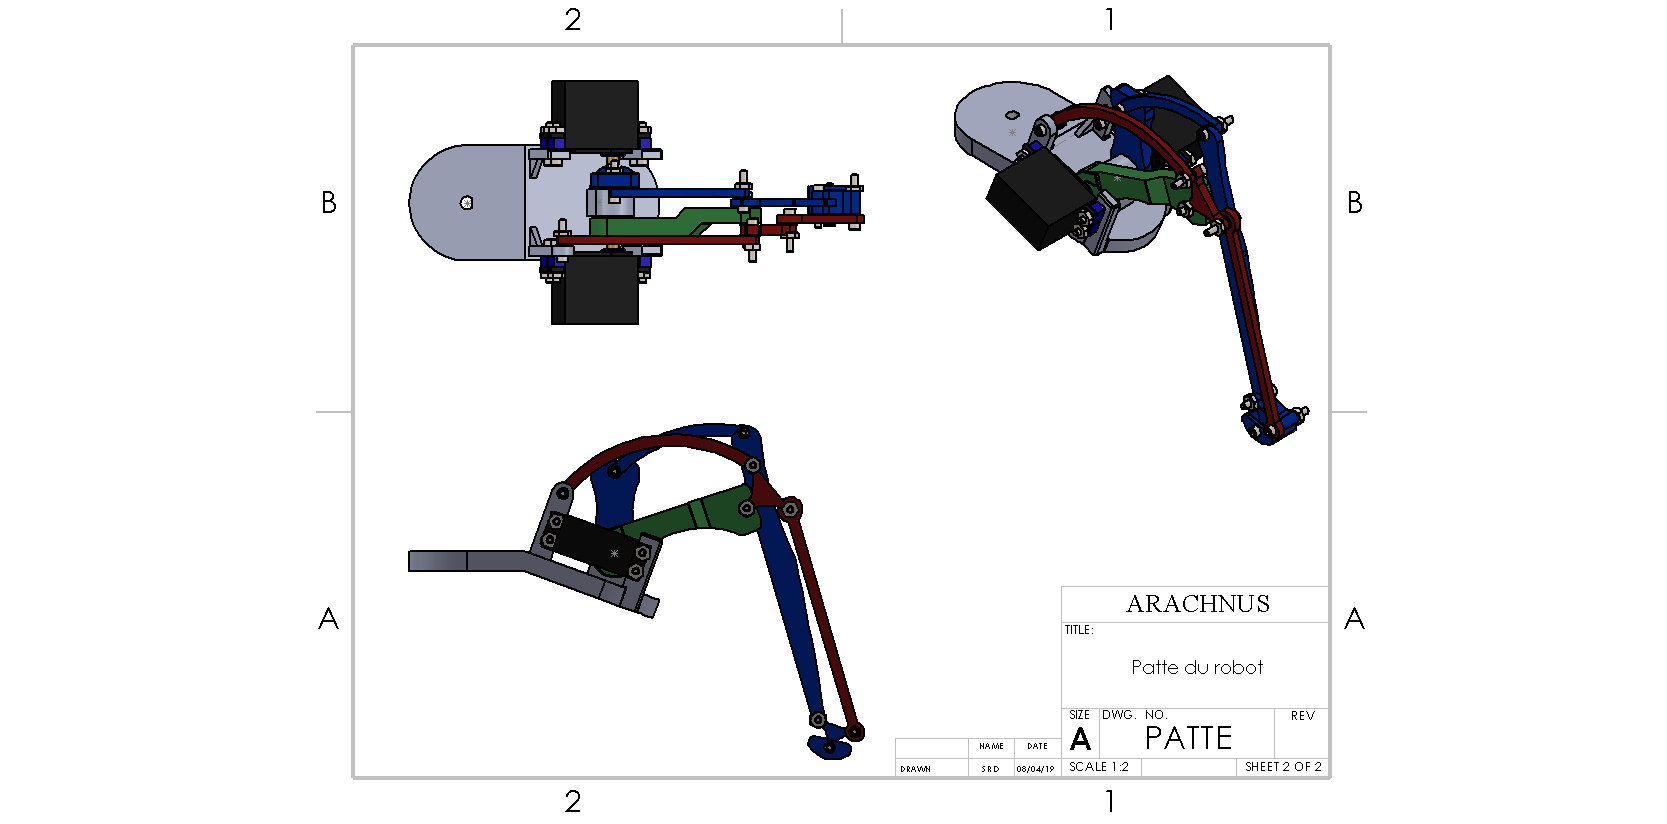 2 1
B B
A A
ARACHNUS
TITLE:
Patte du robot
SIZE DWG. NO. REV
A PATTE
NAME DATE
DRAWN SRD 08/04/19
SCALE 1:2 SHEET 2 OF 2
2 1